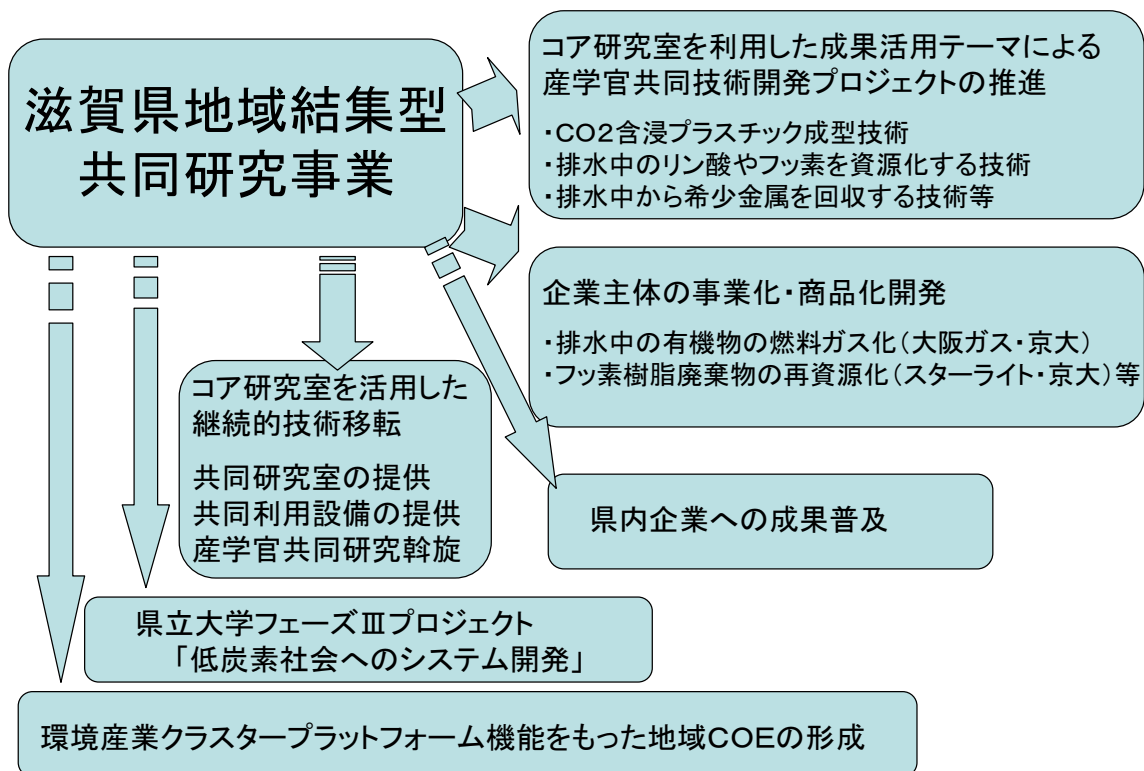 滋賀県地域結集型
共同研究事業
コア研究室を利用した成果活用テーマによる
産学官共同技術開発プロジェクトの推進
・CO2含浸プラスチック成型技術
・排水中のリン酸やフッ素を資源化する技術
・排水中から希少金属を回収する技術等
企業主体の事業化・商品化開発
・排水中の有機物の燃料ガス化(大阪ガス・京大)
・フッ素樹脂廃棄物の再資源化(スターライト・京大)等
コア研究室を活用した
継続的技術移転
共同研究室の提供
共同利用設備の提供
産学官共同研究斡旋
県内企業への成果普及
県立大学フェーズⅢプロジェクト
「低炭素社会へのシステム開発」
環境産業クラスタープラットフォーム機能をもった地域COEの形成